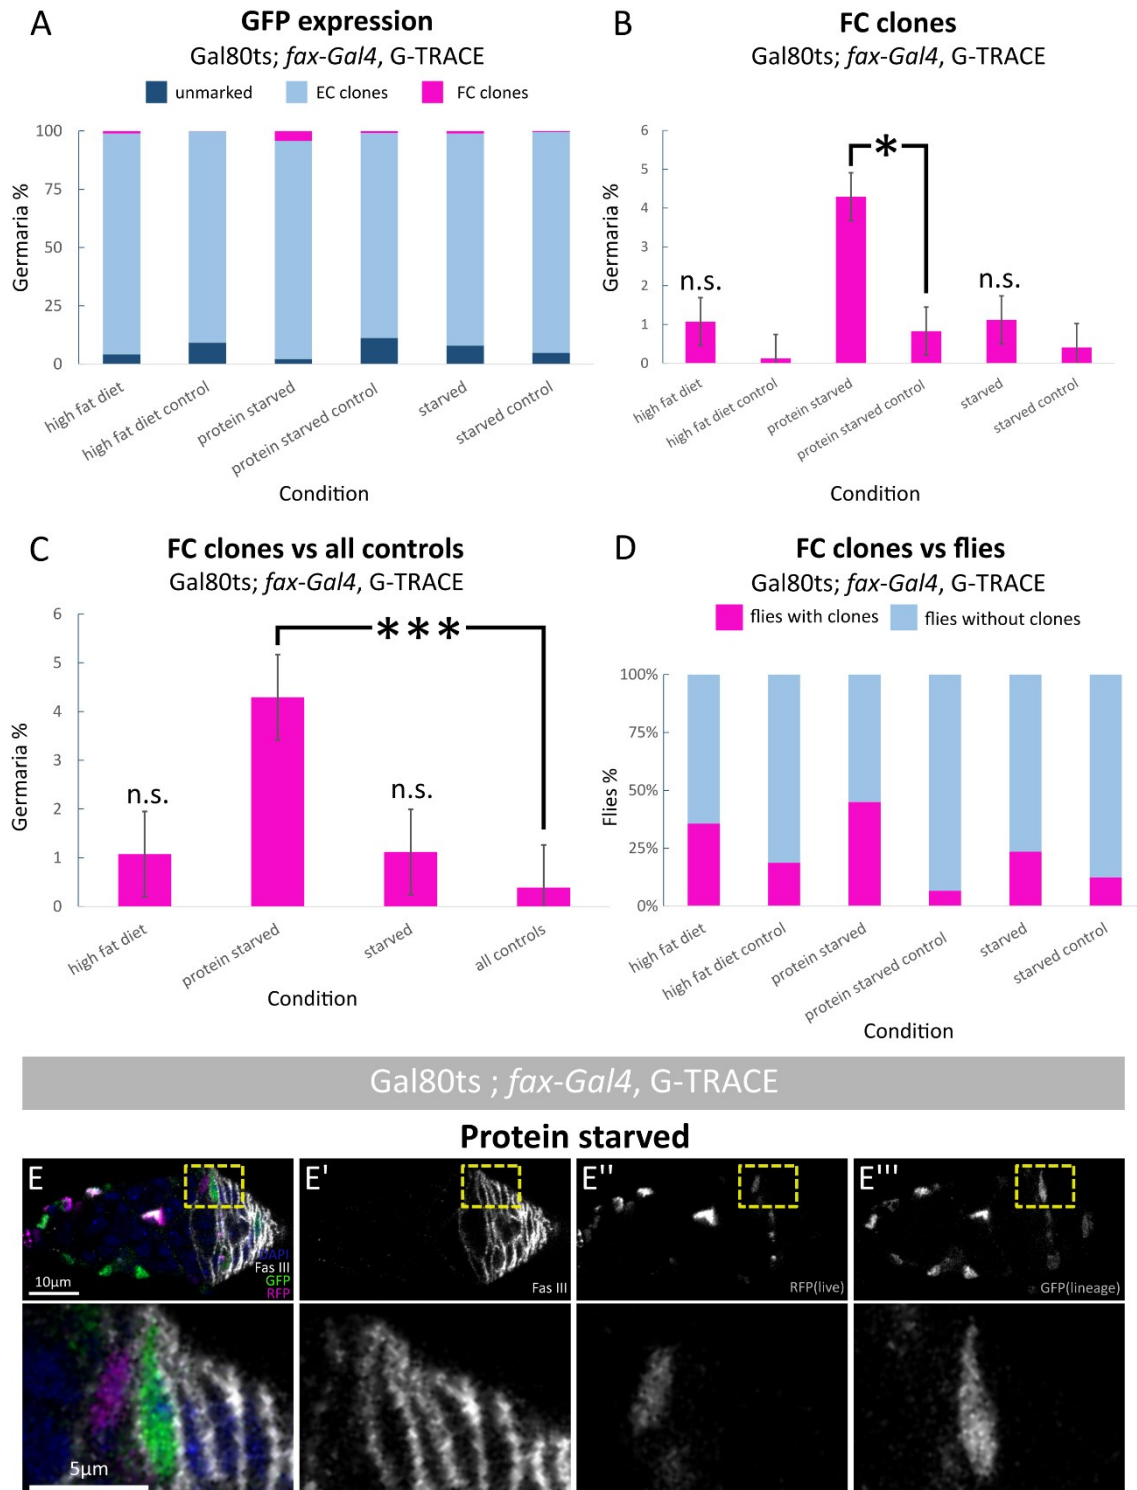 A
GFP expression
Gal80ts; fax-Gal4, G-TRACE
unmarked
EC clones
FC clones
100
75
50
25
0
Germaria %
high fat diet
high fat diet control
protein starved
protein starved control
starved
starved control
Condition
B
FC clones
Gal80ts; fax-Gal4, G-TRACE
6
5
4
3
2
1
0
Germaria %
n.s.
*
n.s.
high fat diet
high fat diet control
protein starved
protein starved control
starved
starved control
Condition
C
FC clones vs all controls
Gal80ts; fax-Gal4, G-TRACE
6
5
4
3
2
1
0
Germaria %
n.s.
***
n.s.
high fat diet
protein starved
starved
all controls
Condition
D
FC clones vs flies
Gal80ts; fax-Gal4, G-TRACE
flies with clones
flies without clones
100%
75%
50%
25%
0%
Flies %
high fat diet
high fat diet control
protein starved
protein starved control
starved
starved control
Condition
Gal80ts ; fax-Gal4, G-TRACE
Protein starved
E
DAPI
Fas III
GFP
RFP
10µm
E'
Fas III
E''
RFP(live)
E'''
GFP(lineage)
5µm